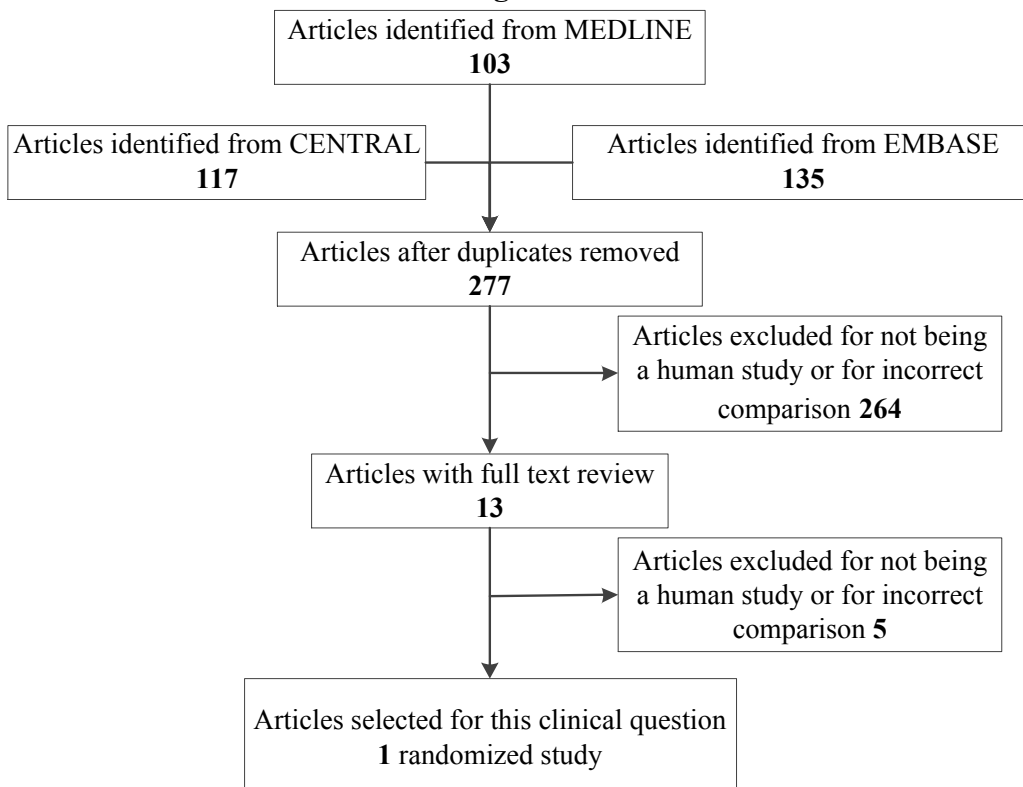 Articles identified from MEDLINE
103
Articles identified from CENTRAL
117
Articles identified from EMBASE
135
Articles after duplicates removed
277
Articles excluded for not being
a human study or for incorrect
comparison 264
Articles with full text review
13
Articles excluded for not being
a human study or for incorrect
comparison 5
Articles selected for this clinical question
1 randomized study